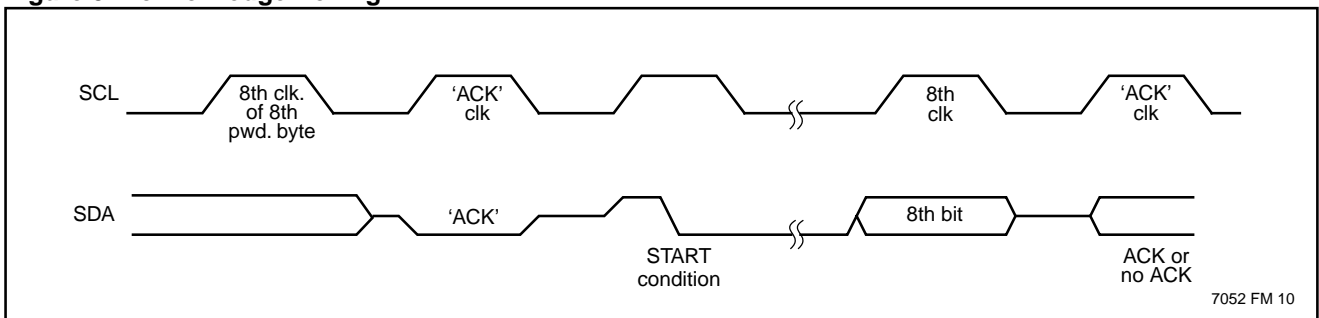 SCL
8th clk.
of 8th
pwd. byte
'ACK'
clk
8th
clk
'ACK'
clk
SDA
'ACK'
START
condition
8th bit
ACK or
no ACK
7052 FM 10